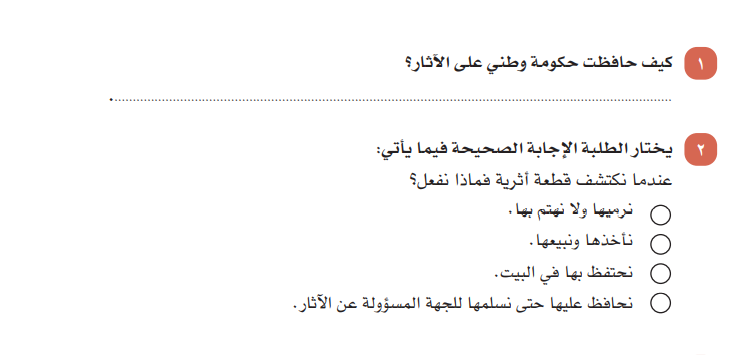 ١ كيف حافظت حكومة وطني على الآثار؟
.......................................................................................................................................................
٢ يختار الطلبة الإجابة الصحيحة فيما يأتي:
عندما نكتشف قطعة أثرية فماذا نفعل؟
نرميها ولا نهتم بها.
نأخذها ونبيعها.
نحتفظ بها في البيت.
نحافظ عليها حتى نسلمها للجهة المسؤولة عن الآثار.